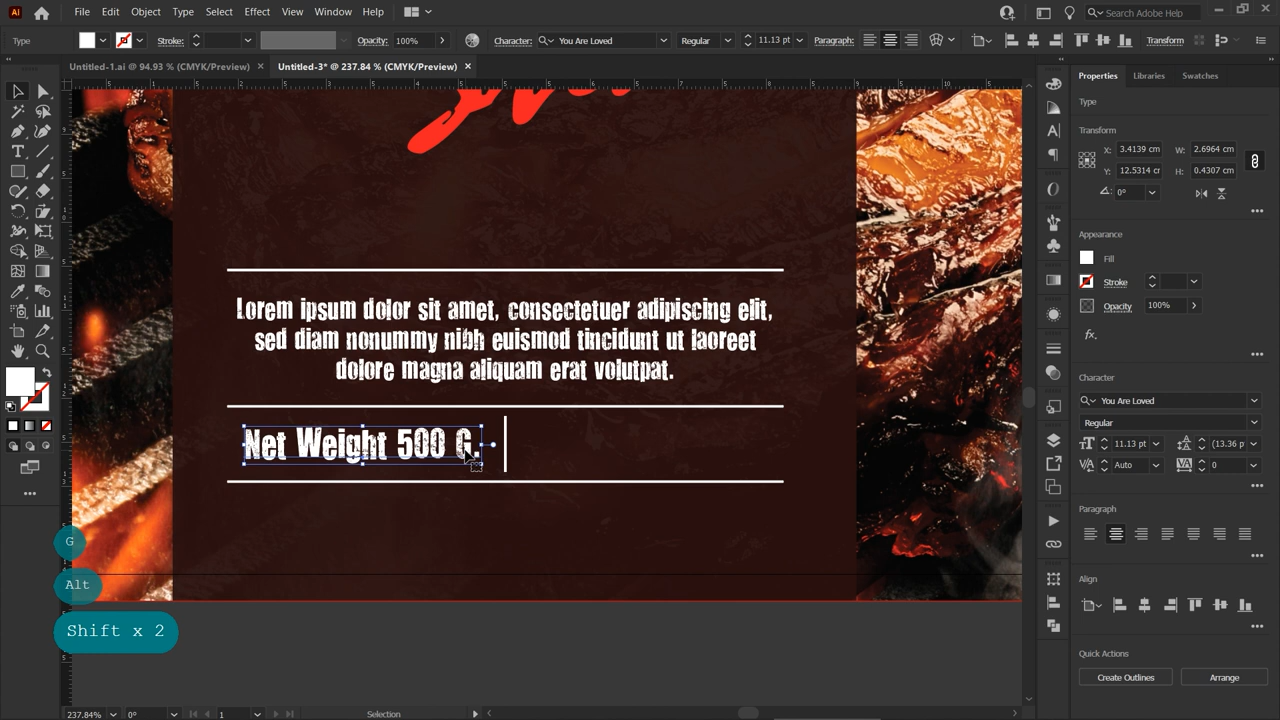 File Edit Object Type Select Effect View Window Help
Search Adobe Help
Type Stroke: Opacity: 100% Character: You Are Loved Regular 11.13 pt Paragraph: Transform
Untitled-1.ai @ 94.93 % (CMYK/Preview) Untitled-3* @ 237.84 % (CMYK/Preview)
Properties Libraries Swatches
Type
Transform
X: 3.4139 cm W: 2.6964 cm
Y: 12.5314 c H: 0.4307 cm
0°
Appearance
Fill
Stroke
Opacity 100%
fx.
Character
You Are Loved
Regular
11.13 pt (13.36 p
Auto 0
Paragraph
Align
Quick Actions
Create Outlines Arrange
Lorem ipsum dolor sit amet, consectetuer adipiscing elit,
sed diam nonummy nibh euismod tincidunt ut laoreet
dolore magna aliquam erat volutpat.
Net Weight 500 G.
G
Alt
Shift x 2
237.84% 0° 1 Selection